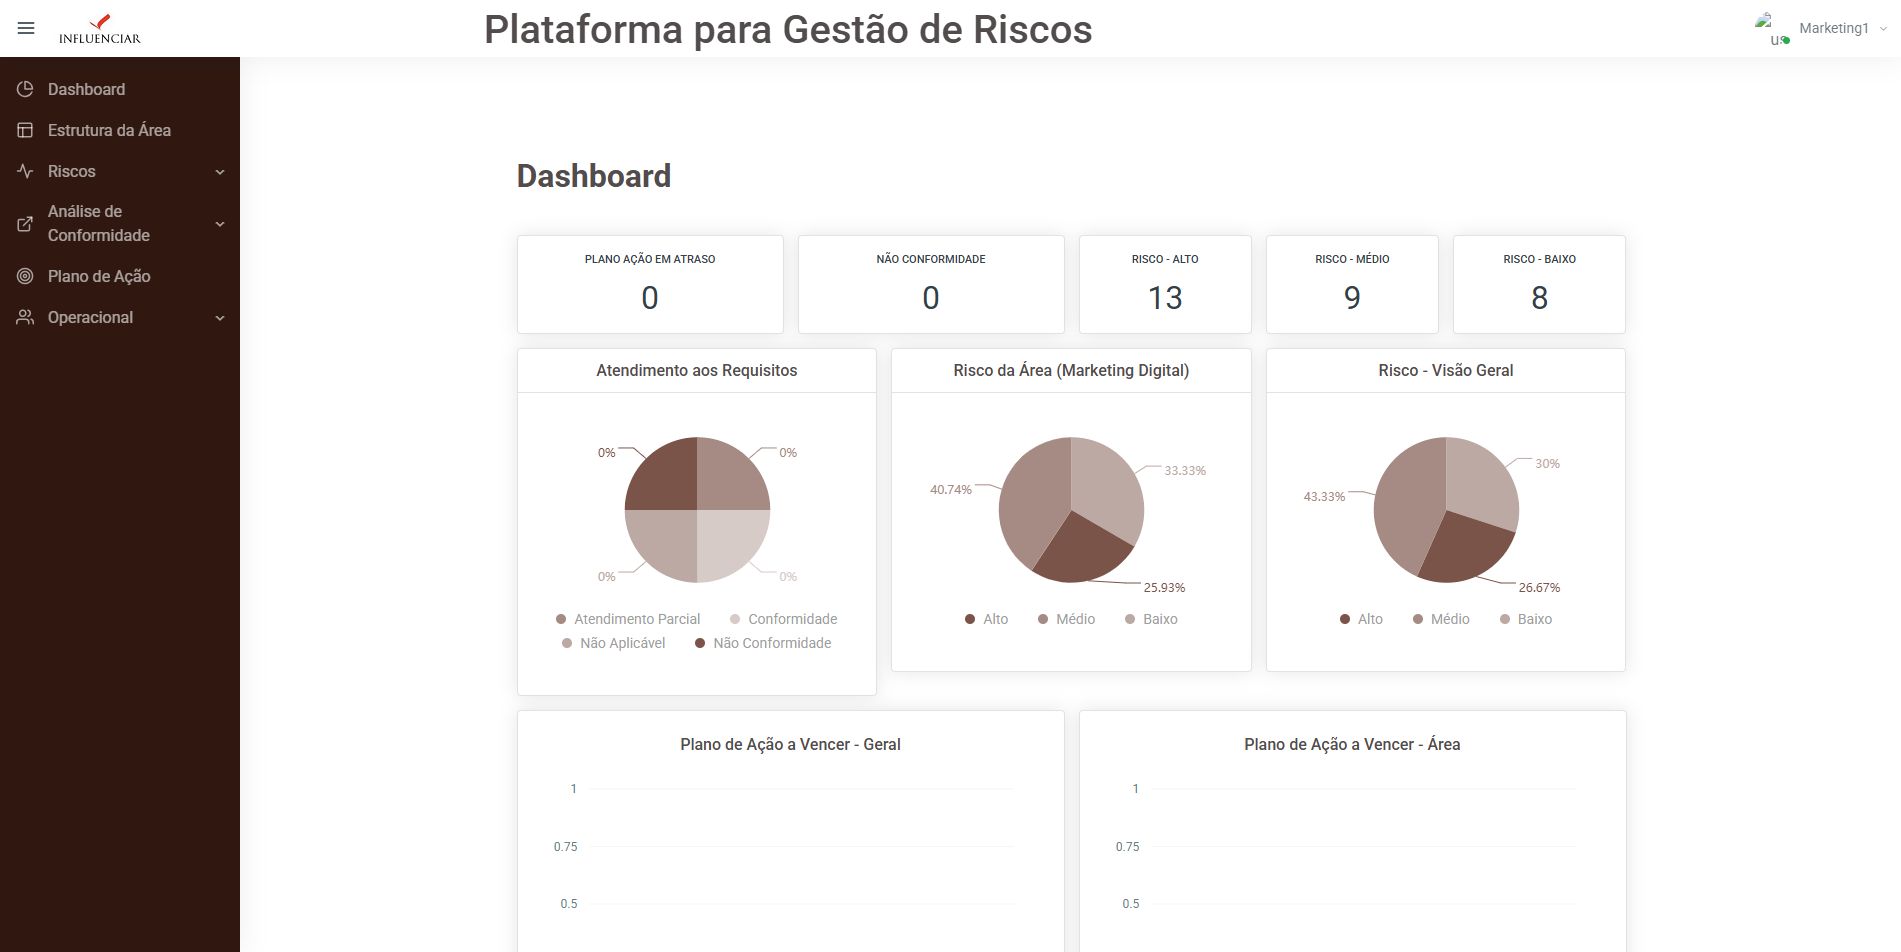 INFLUENCIAR
Plataforma para Gestão de Riscos
us
Marketing1
Dashboard
Estrutura da Área
Riscos
Análise de
Conformidade
Plano de Ação
Operacional
Dashboard
PLANO AÇÃO EM ATRASO
0
NÃO CONFORMIDADE
0
RISCO - ALTO
13
RISCO - MÉDIO
9
RISCO - BAIXO
8
Atendimento aos Requisitos
0%
0%
0%
0%
Atendimento Parcial
Conformidade
Não Aplicável
Não Conformidade
Risco da Área (Marketing Digital)
33.33%
40.74%
25.93%
Alto
Médio
Baixo
Risco - Visão Geral
30%
43.33%
26.67%
Alto
Médio
Baixo
Plano de Ação a Vencer - Geral
1
0.75
0.5
Plano de Ação a Vencer - Área
1
0.75
0.5